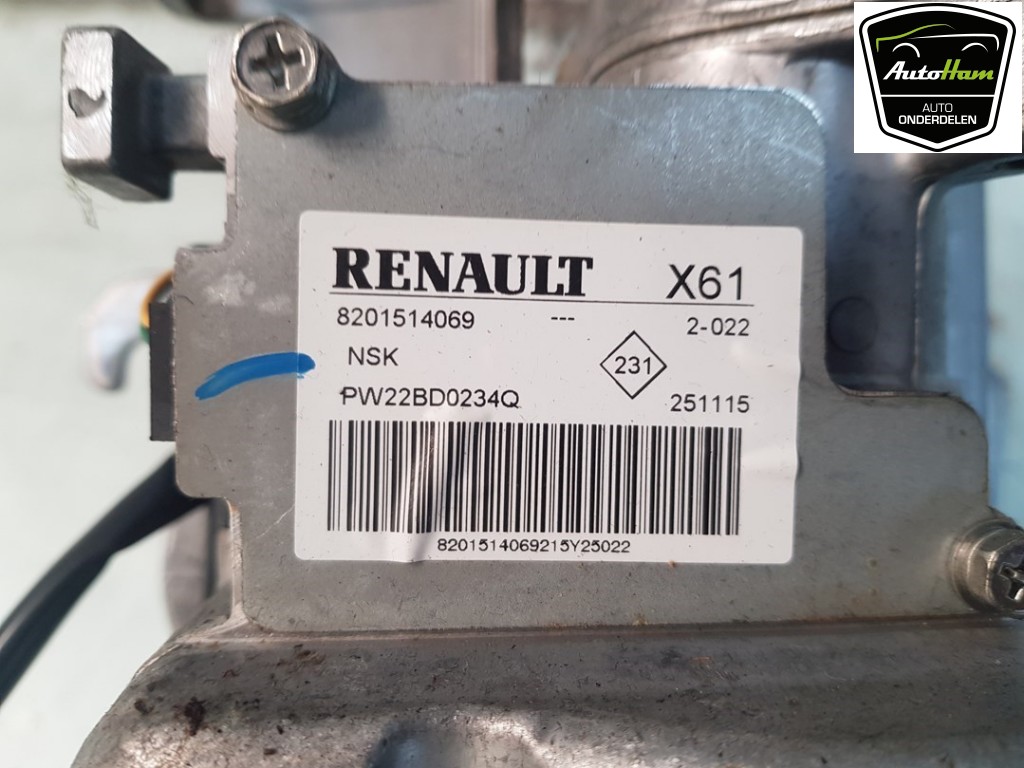 AutoHam
AUTO
ONDERDELEN
RENAULT X61
8201514069 --- 2-022
NSK 231
PW22BD0234Q 251115
8201514069215Y25022